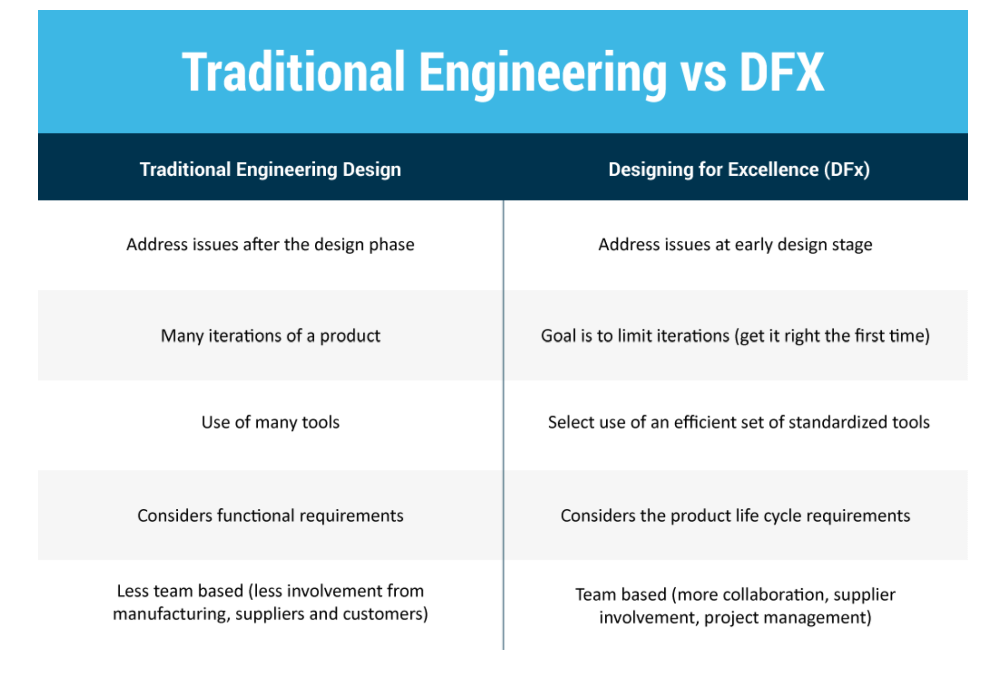 Traditional Engineering vs DFX
Traditional Engineering Design
Designing for Excellence (DFx)
Address issues after the design phase
Address issues at early design stage
Many iterations of a product
Goal is to limit iterations (get it right the first time)
Use of many tools
Select use of an efficient set of standardized tools
Considers functional requirements
Considers the product life cycle requirements
Less team based (less involvement from
manufacturing, suppliers and customers)
Team based (more collaboration, supplier
involvement, project management)